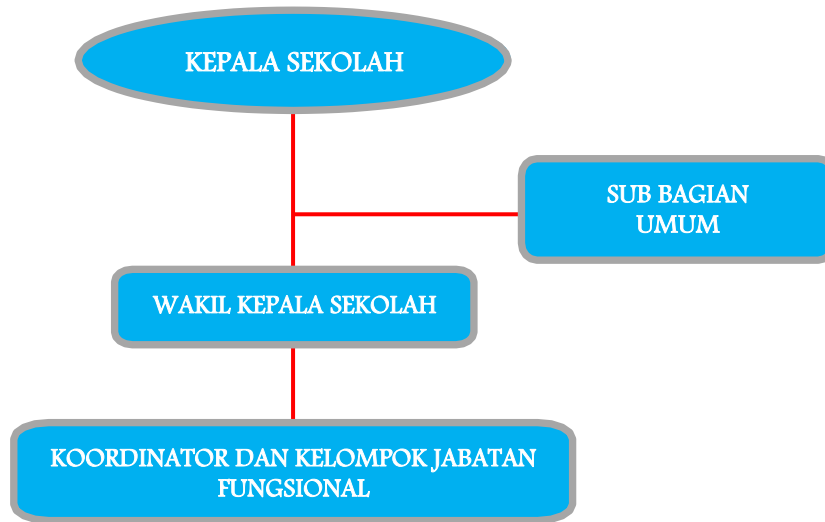 KEPALA SEKOLAH
SUB BAGIAN
UMUM
WAKIL KEPALA SEKOLAH
KOORDINATOR DAN KELOMPOK JABATAN
FUNGSIONAL